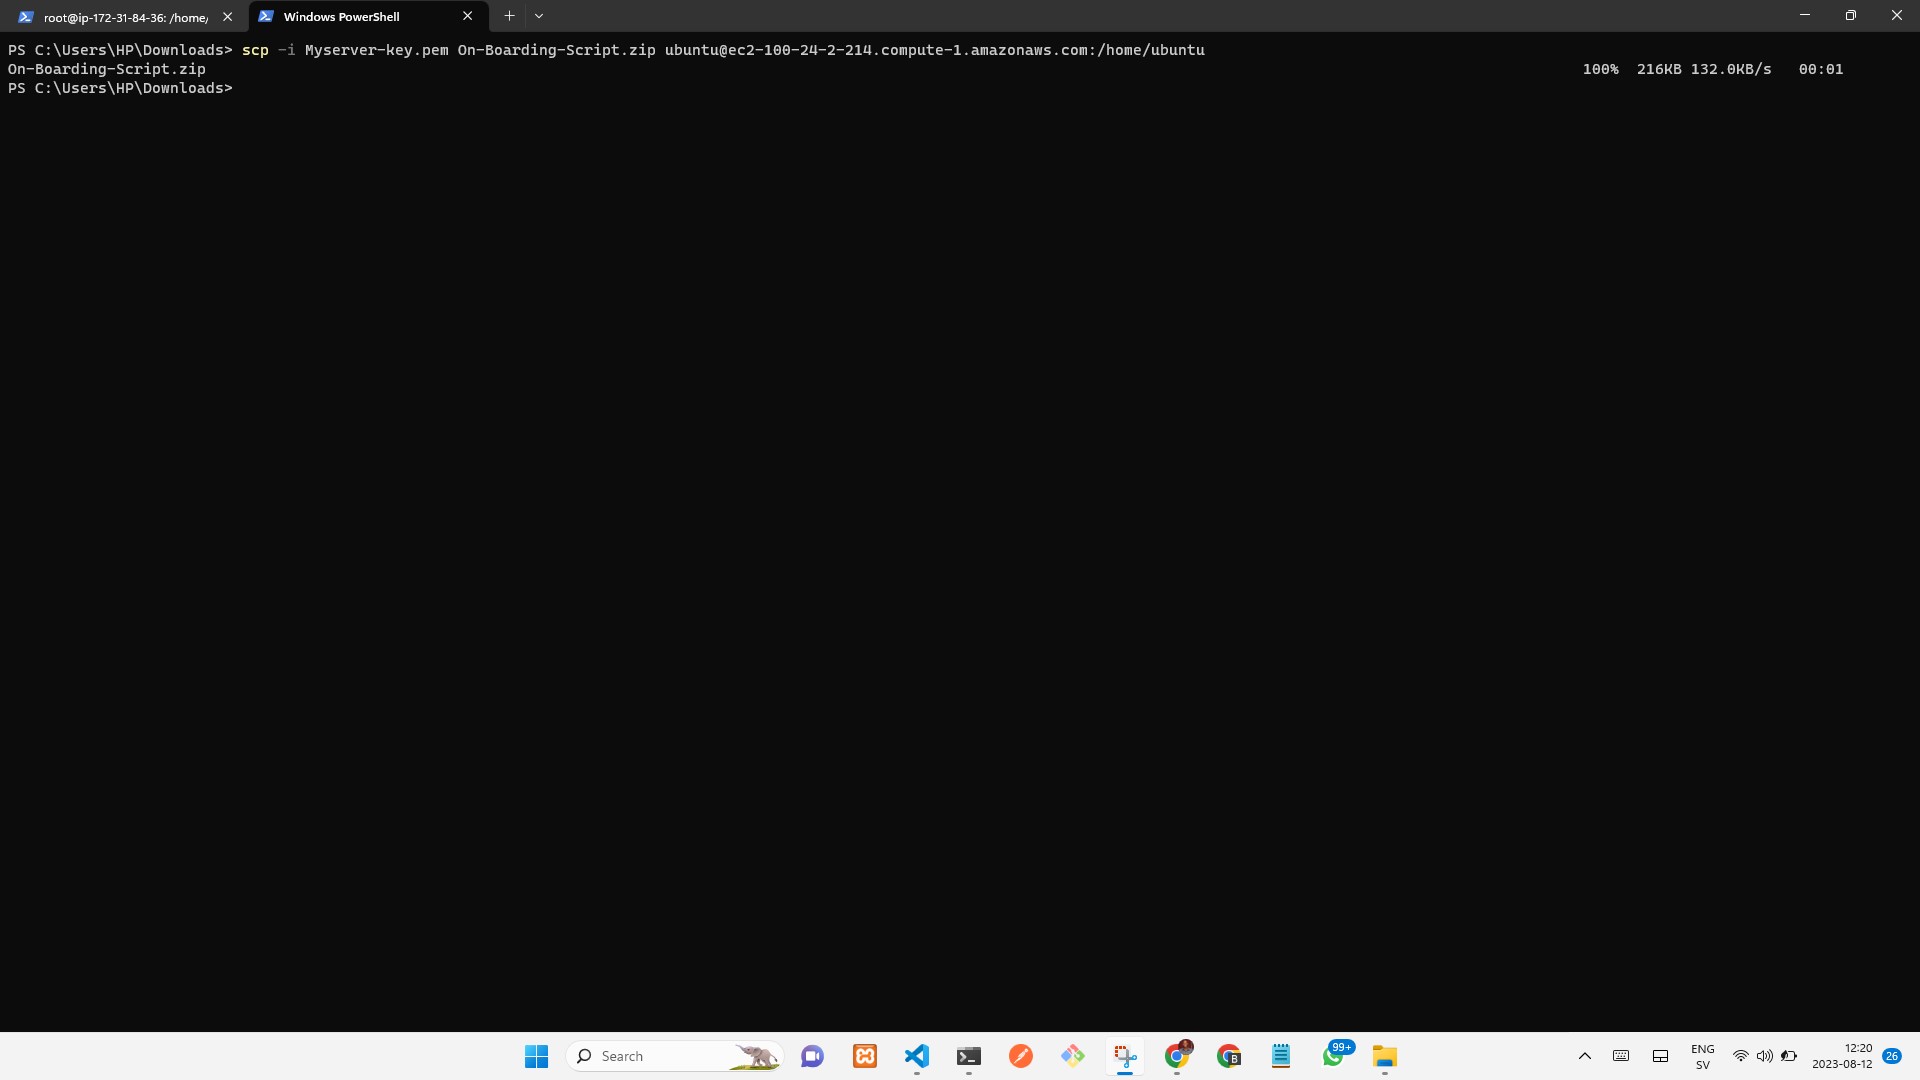 root@ip-172-31-84-36: /home/
Windows PowerShell
PS C:\Users\HP\Downloads> scp -i Myserver-key.pem On-Boarding-Script.zip ubuntu@ec2-100-24-2-214.compute-1.amazonaws.com:/home/ubuntu
On-Boarding-Script.zip 100% 216KB 132.0KB/s 00:01
PS C:\Users\HP\Downloads>
Search
B
99+
ENG
SV
12:20
2023-08-12
26